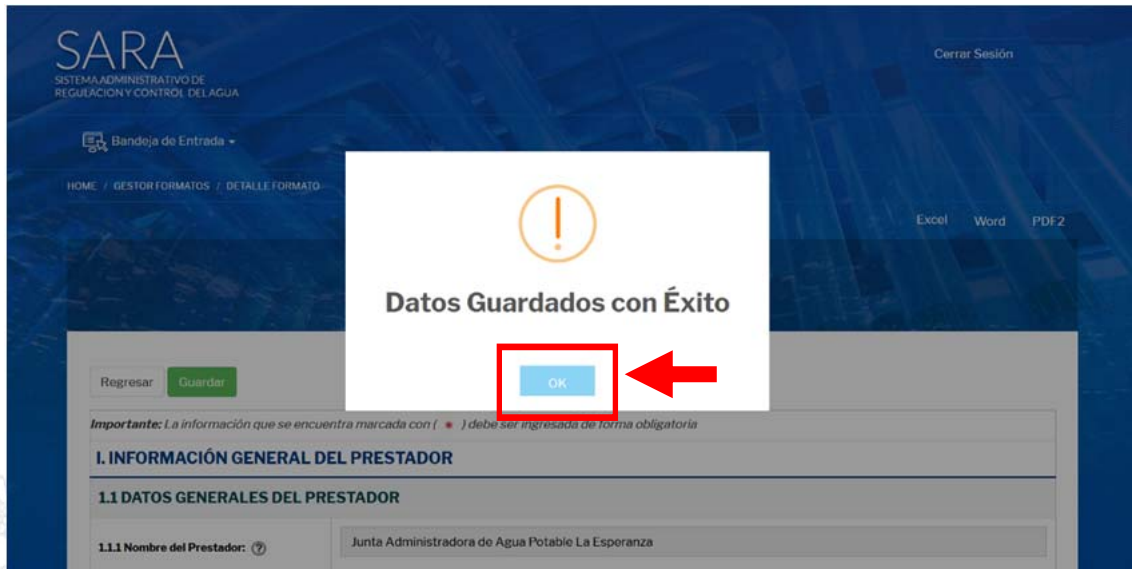 SARA
SISTEMA ADMINISTRATIVO DE
REGULACION Y CONTROL DEL AGUA
Cerrar Sesión
Bandeja de Entrada
HOME / GESTOR FORMATOS / DETALLE FORMATO
Excel Word PDF2
Datos Guardados con Éxito
OK
Regresar Guardar
Importante: La información que se encuentra marcada con ( * ) debe ser ingresada de forma obligatoria
I. INFORMACIÓN GENERAL DEL PRESTADOR
1.1 DATOS GENERALES DEL PRESTADOR
1.1.1 Nombre del Prestador: ? Junta Administradora de Agua Potable La Esperanza